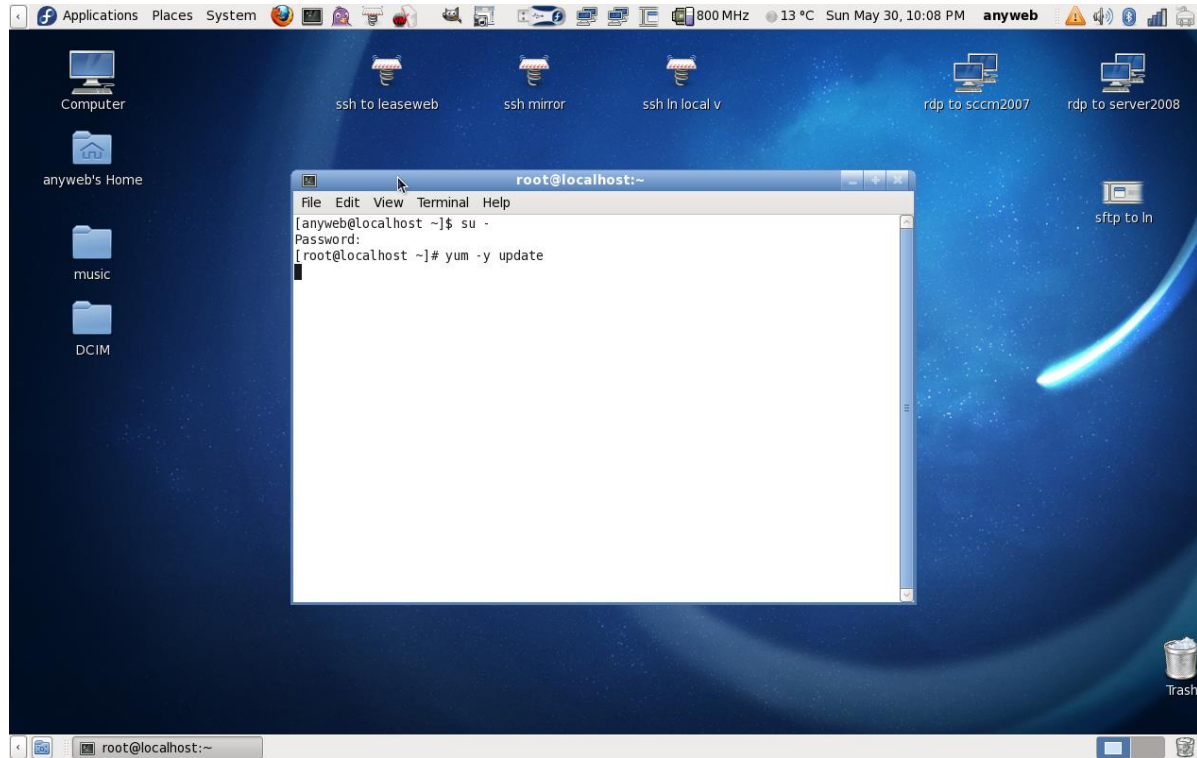 Applications Places System 800 MHz 13 °C Sun May 30, 10:08 PM anyweb
Computer
ssh to leaseweb
ssh mirror
ssh ln local v
rdp to sccm2007
rdp to server2008
anyweb's Home
sftp to ln
music
DCIM
root@localhost:~
File Edit View Terminal Help
[anyweb@localhost ~]$ su -
Password:
[root@localhost ~]# yum -y update
Trash
root@localhost:~